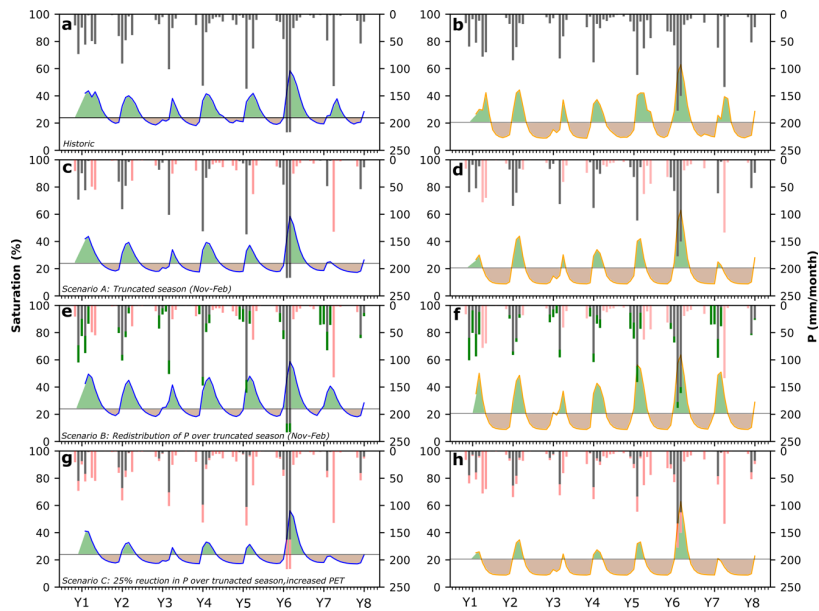 a
b
100
80
60
40
20
0
50
100
150
200
250
Historic
c
d
100
80
60
40
20
0
0
50
100
150
200
250
Scenario A: Truncated season (Nov-Feb)
e
f
100
80
60
40
20
0
0
50
100
150
200
250
Scenario B: Redistribution of P over truncated season (Nov-Feb)
g
h
100
80
60
40
20
0
0
50
100
150
200
250
Scenario C: 25% reuction in P over trunacted season,increased PET
Saturation (%)
P (mm/month)
Y1 Y2 Y3 Y4 Y5 Y6 Y7 Y8
Y1 Y2 Y3 Y4 Y5 Y6 Y7 Y8